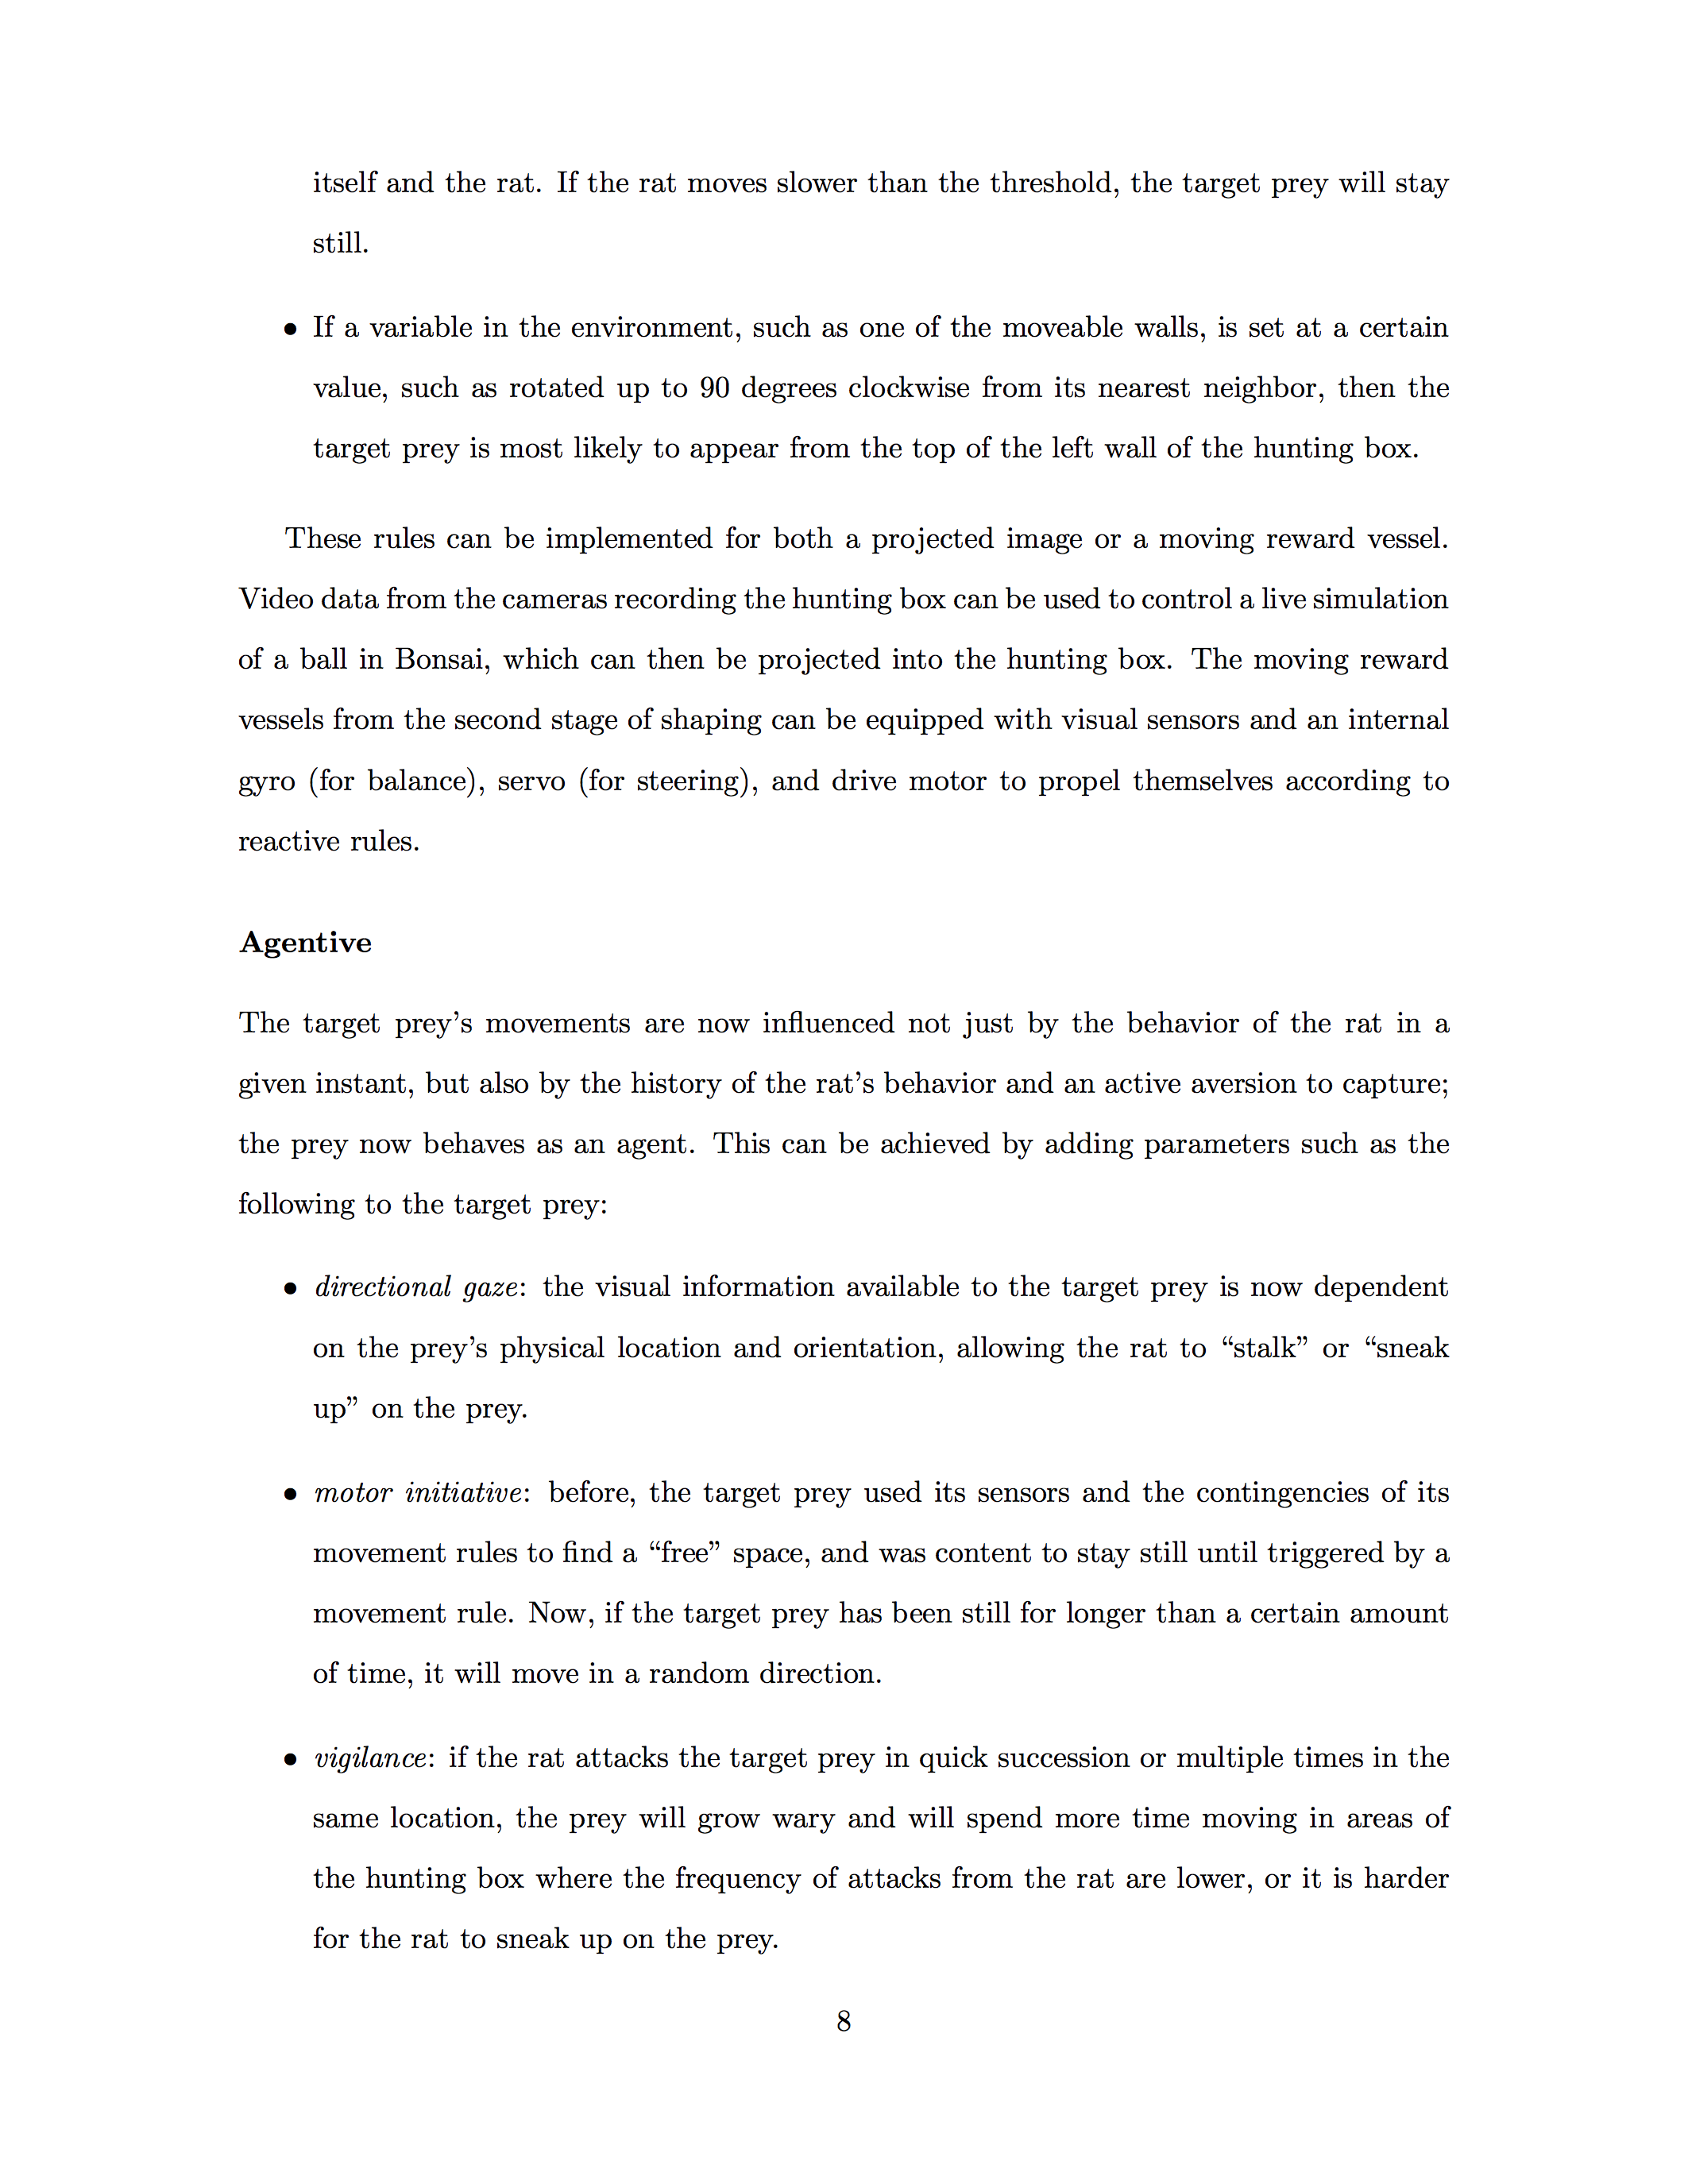 itself and the rat. If the rat moves slower than the threshold, the target prey will stay
still.
• If a variable in the environment, such as one of the moveable walls, is set at a certain
value, such as rotated up to 90 degrees clockwise from its nearest neighbor, then the
target prey is most likely to appear from the top of the left wall of the hunting box.
These rules can be implemented for both a projected image or a moving reward vessel.
Video data from the cameras recording the hunting box can be used to control a live simulation
of a ball in Bonsai, which can then be projected into the hunting box. The moving reward
vessels from the second stage of shaping can be equipped with visual sensors and an internal
gyro (for balance), servo (for steering), and drive motor to propel themselves according to
reactive rules.
Agentive
The target prey’s movements are now influenced not just by the behavior of the rat in a
given instant, but also by the history of the rat’s behavior and an active aversion to capture;
the prey now behaves as an agent. This can be achieved by adding parameters such as the
following to the target prey:
• directional gaze: the visual information available to the target prey is now dependent
on the prey’s physical location and orientation, allowing the rat to “stalk” or “sneak
up” on the prey.
• motor initiative: before, the target prey used its sensors and the contingencies of its
movement rules to find a “free” space, and was content to stay still until triggered by a
movement rule. Now, if the target prey has been still for longer than a certain amount
of time, it will move in a random direction.
• vigilance: if the rat attacks the target prey in quick succession or multiple times in the
same location, the prey will grow wary and will spend more time moving in areas of
the hunting box where the frequency of attacks from the rat are lower, or it is harder
for the rat to sneak up on the prey.
8